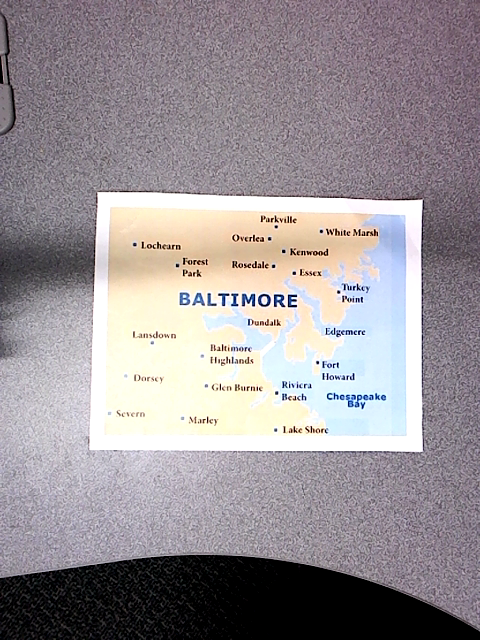 Parkville
White Marsh
Overlea
Lochearn
Kenwood
Forest
Park
Rosedale
Essex
Turkey
Point
BALTIMORE
Dundalk
Edgemere
Lansdown
Baltimore
Highlands
Fort
Howard
Dorsey
Glen Burnie
Riviera
Beach
Chesapeake
Bay
Severn
Marley
Lake Shore